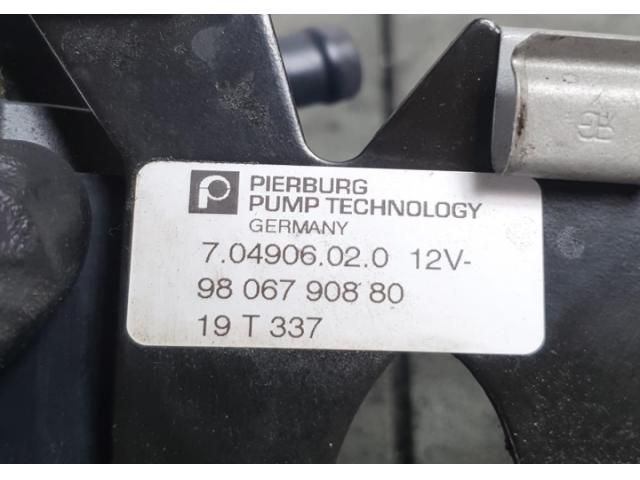 PIERBURG
PUMP TECHNOLOGY
GERMANY
7.04906.02.0 12V-
98 067 908 80
19 T 337